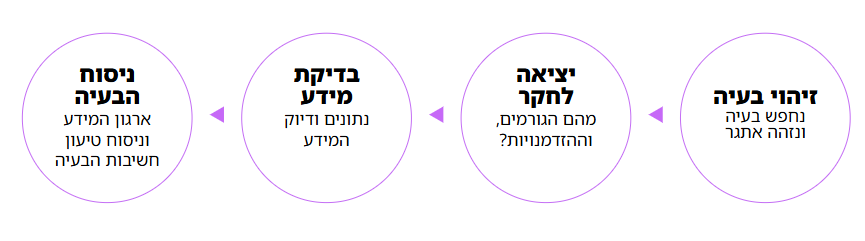 זיהוי בעיה
נחפש בעיה
ונזהה אתגר
יציאה
לחקר
מהם הגורמים,
וההזדמנויות?
בדיקת
מידע
נתונים ודיוק
המידע
ניסוח
הבעיה
ארגון המידע
וניסוח טיעון
חשיבות הבעיה